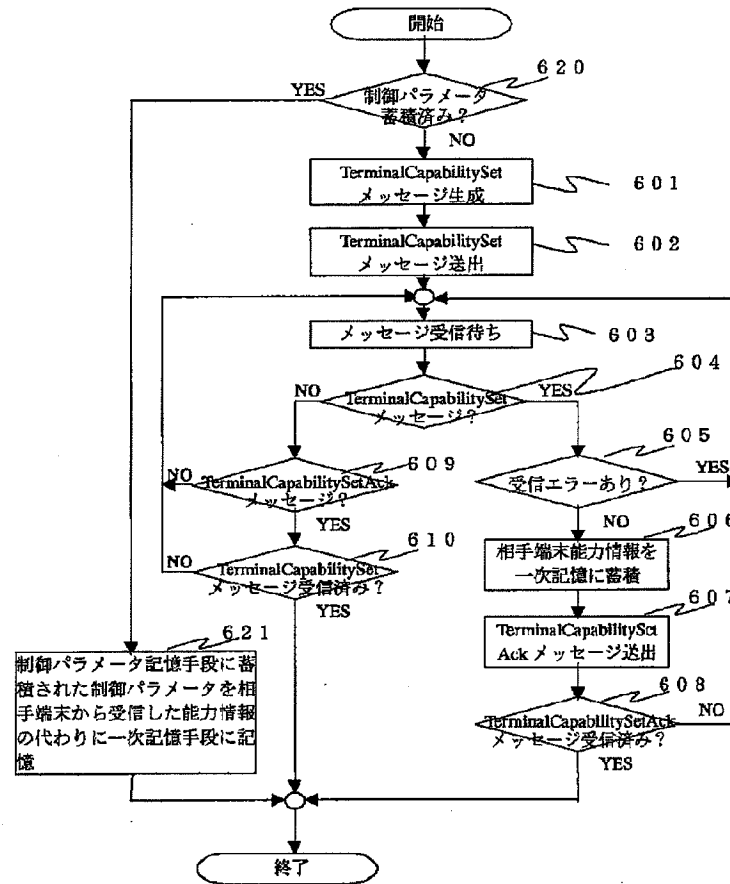 開始
620
制御パラメータ
蓄積済み?
YES
NO
TerminalCapabilitySet
メッセージ生成
601
TerminalCapabilitySet
メッセージ送出
602
メッセージ受信待ち
603
604
NO
YES
TerminalCapabilitySet
メッセージ?
605
609
NO
TerminalCapabilitySetAck
メッセージ?
受信エラーあり?
YES
YES
NO
606
610
NO
TerminalCapabilitySet
メッセージ受信済み?
YES
相手端末能力情報を
一次記憶に蓄積
607
TerminalCapabilitySet
Ackメッセージ送出
621
制御パラメータ記憶手段に蓄
積された制御パラメータを相
手端末から受信した能力情報
の代わりに一次記憶手段に記
憶
608
TerminalCapabilitySetAck
メッセージ受信済み?
NO
YES
終了